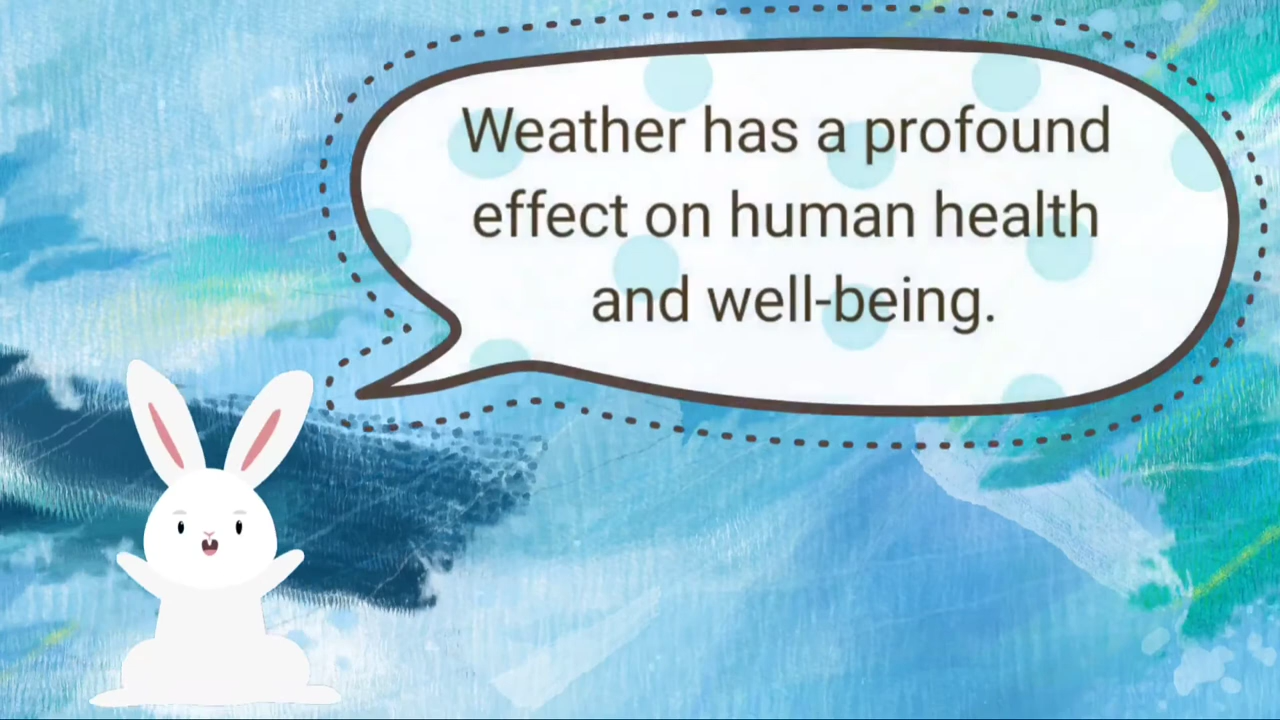 Weather has a profound
effect on human health
and well-being.